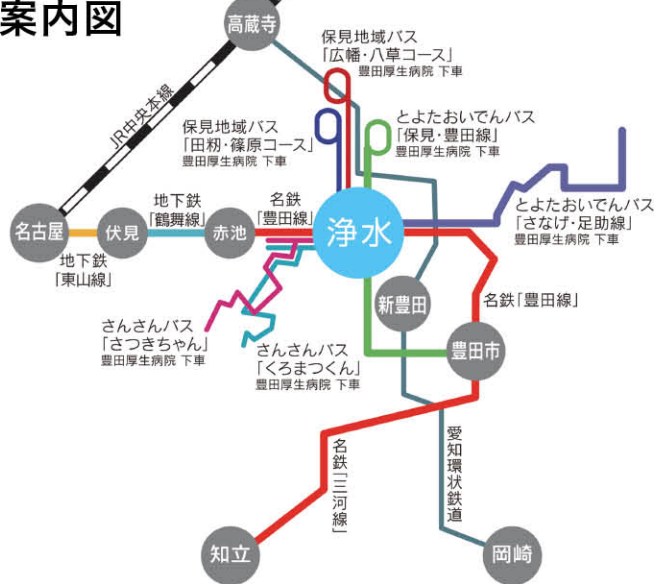 案内図
高蔵寺
保見地域バス
「広幡・八草コース」
豊田厚生病院 下車
JR中央本線
保見地域バス
「田籾・篠原コース」
豊田厚生病院 下車
とよたおいでんバス
「保見・豊田線」
豊田厚生病院 下車
とよたおいでんバス
「さなげ・足助線」
豊田厚生病院 下車
名古屋
地下鉄
「東山線」
伏見
地下鉄
「鶴舞線」
赤池
名鉄
「豊田線」
浄水
新豊田
名鉄「豊田線」
豊田市
さんさんバス
「さつきちゃん」
豊田厚生病院 下車
さんさんバス
「くろまつくん」
豊田厚生病院 下車
名鉄「三河線」
愛知環状鉄道
知立
岡崎